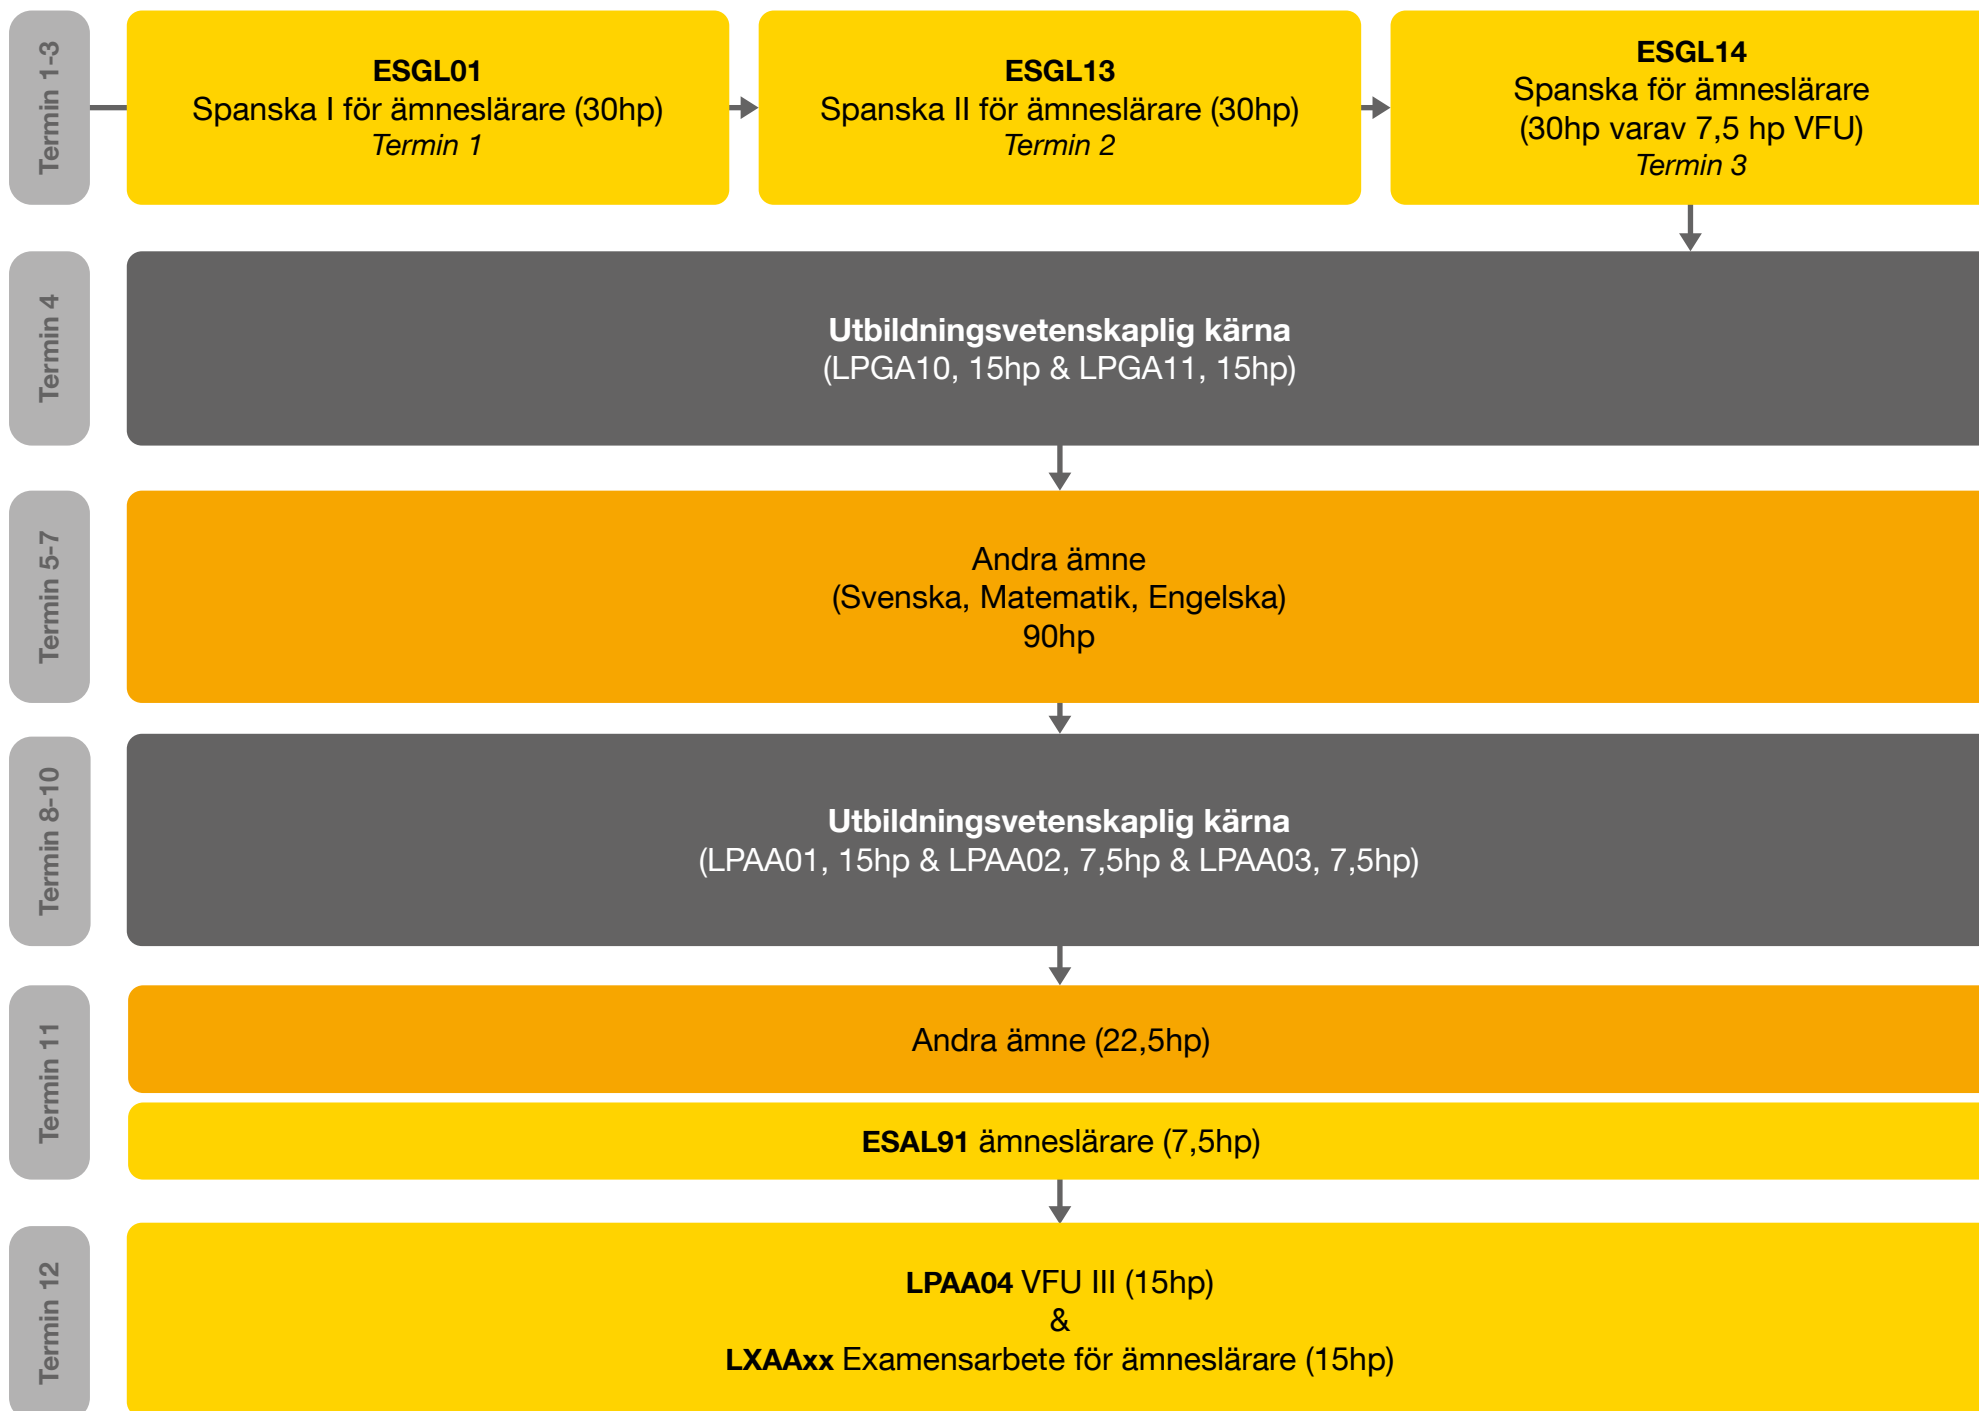 Termin 1-3
ESGL01
Spanska I för ämneslärare (30hp)
Termin 1
ESGL13
Spanska II för ämneslärare (30hp)
Termin 2
ESGL14
Spanska för ämneslärare
(30hp varav 7,5 hp VFU)
Termin 3
Termin 4
Utbildningsvetenskaplig kärna
(LPGA10, 15hp & LPGA11, 15hp)
Termin 5-7
Andra ämne
(Svenska, Matematik, Engelska)
90hp
Termin 8-10
Utbildningsvetenskaplig kärna
(LPAA01, 15hp & LPAA02, 7,5hp & LPAA03, 7,5hp)
Termin 11
Andra ämne (22,5hp)
ESAL91 ämneslärare (7,5hp)
Termin 12
LPAA04 VFU III (15hp)
&
LXAAxx Examensarbete för ämneslärare (15hp)